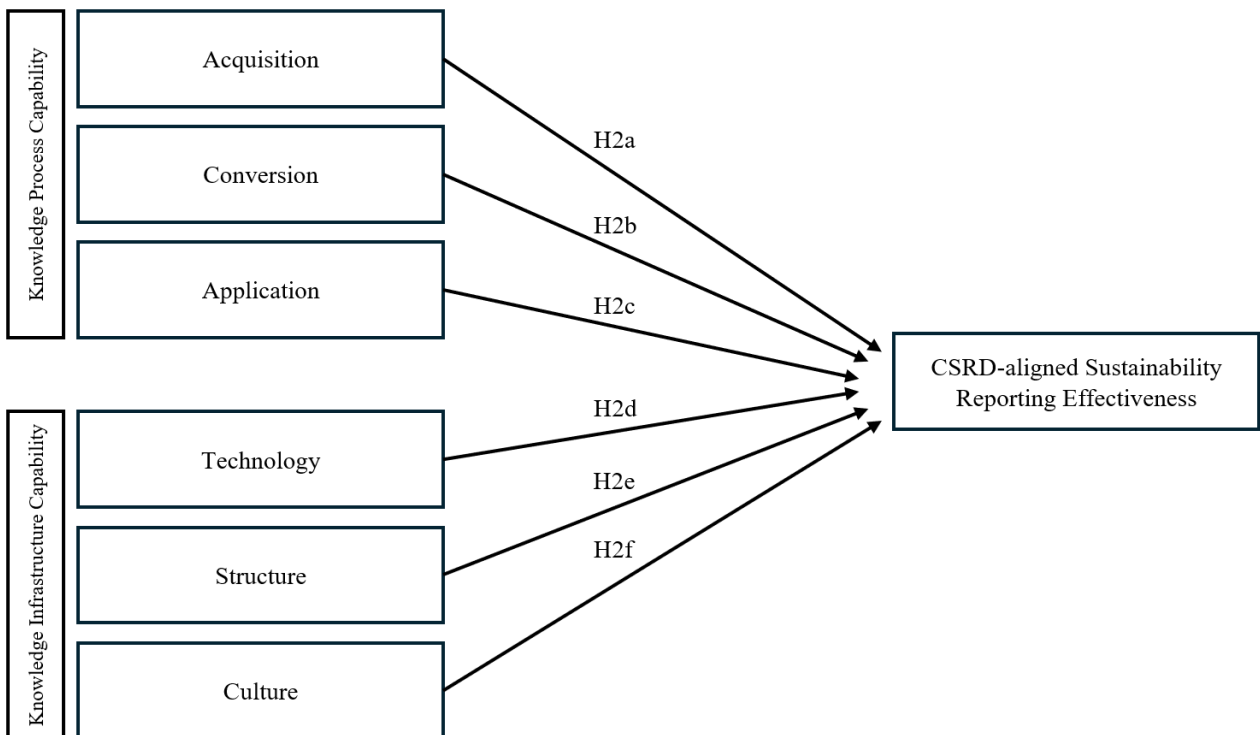 Knowledge Process Capability
Acquisition
Conversion
Application
H2a
H2b
H2c
Knowledge Infrastructure Capability
Technology
Structure
Culture
H2d
H2e
H2f
CSRD-aligned Sustainability
Reporting Effectiveness